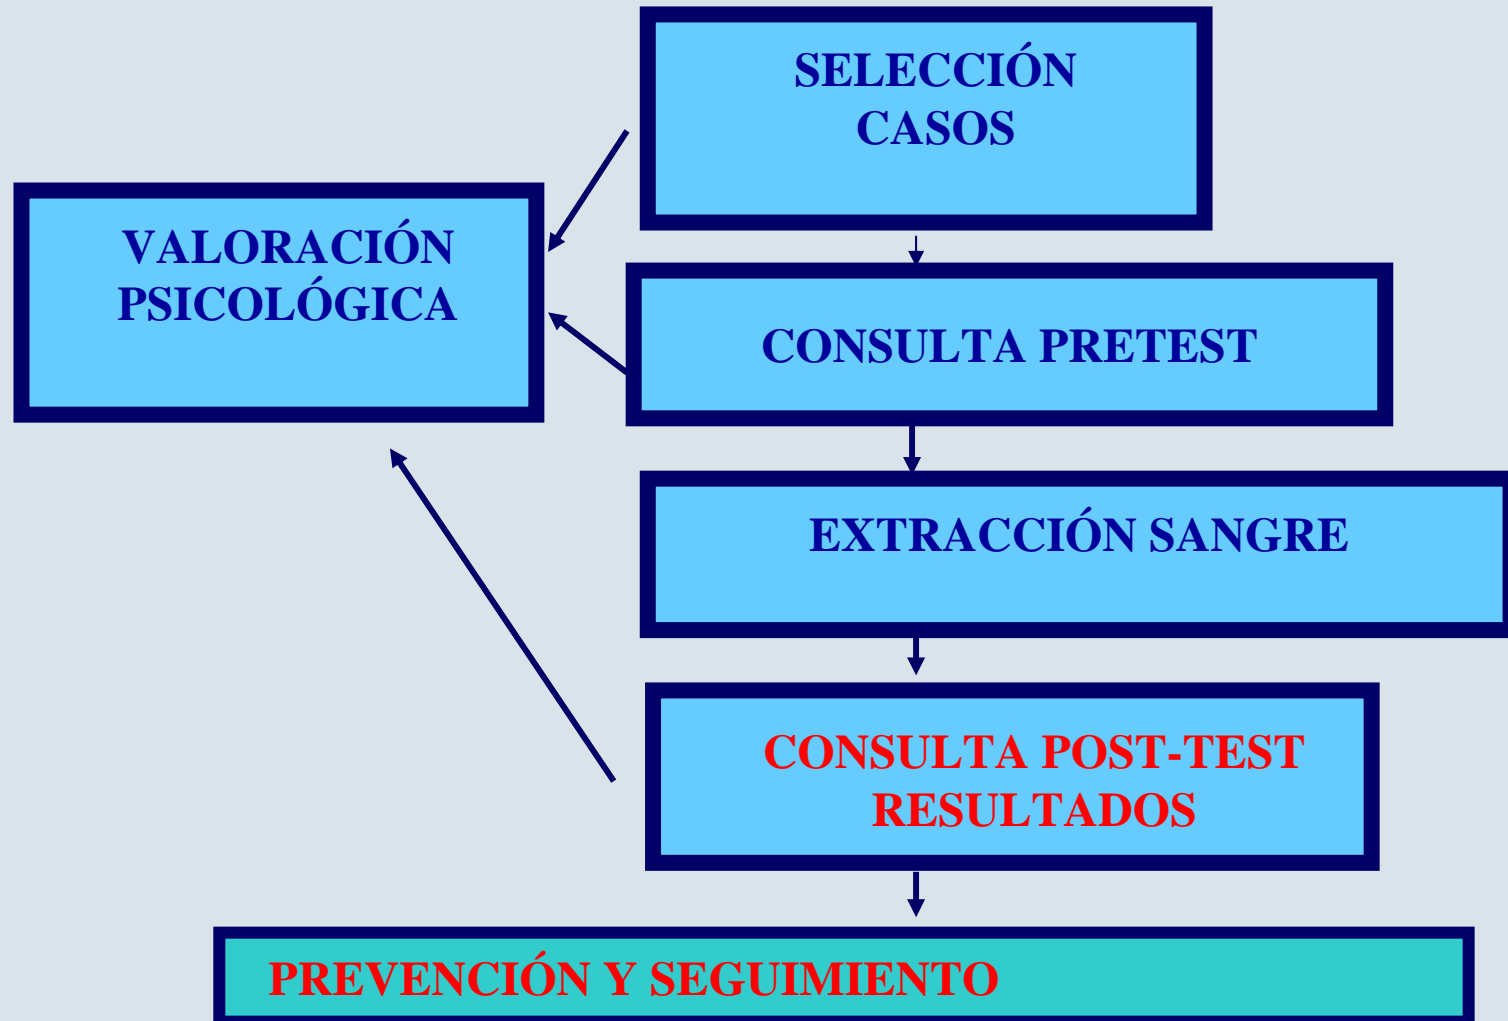 SELECCIÓN
CASOS
VALORACIÓN
PSICOLÓGICA
CONSULTA PRETEST
EXTRACCIÓN SANGRE
CONSULTA POST-TEST
RESULTADOS
PREVENCIÓN Y SEGUIMIENTO